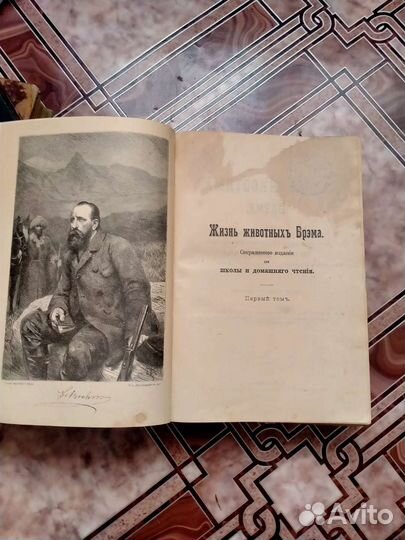 Жизнь животныхъ Брэма.
Сокращенное изданіе
для
школы и домашняго чтенія.
Первый томъ.
Avito